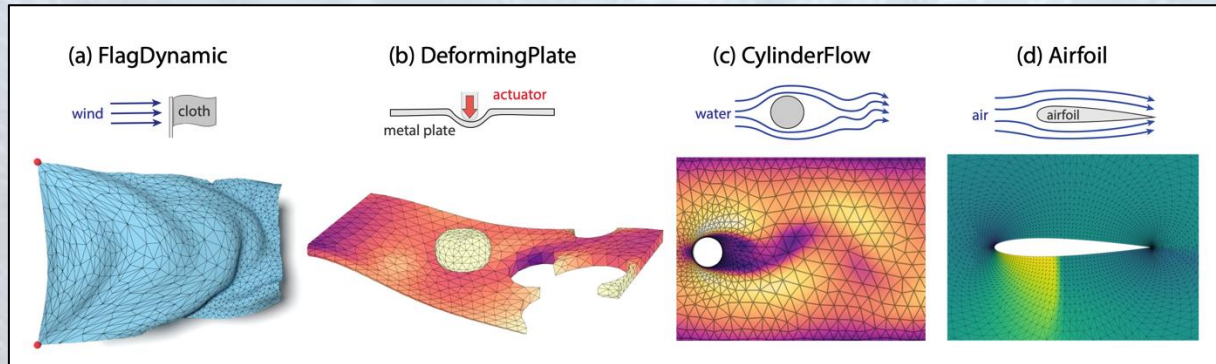 (a) FlagDynamic
wind
cloth
(b) DeformingPlate
actuator
metal plate
(c) CylinderFlow
water
(d) Airfoil
air
airfoil